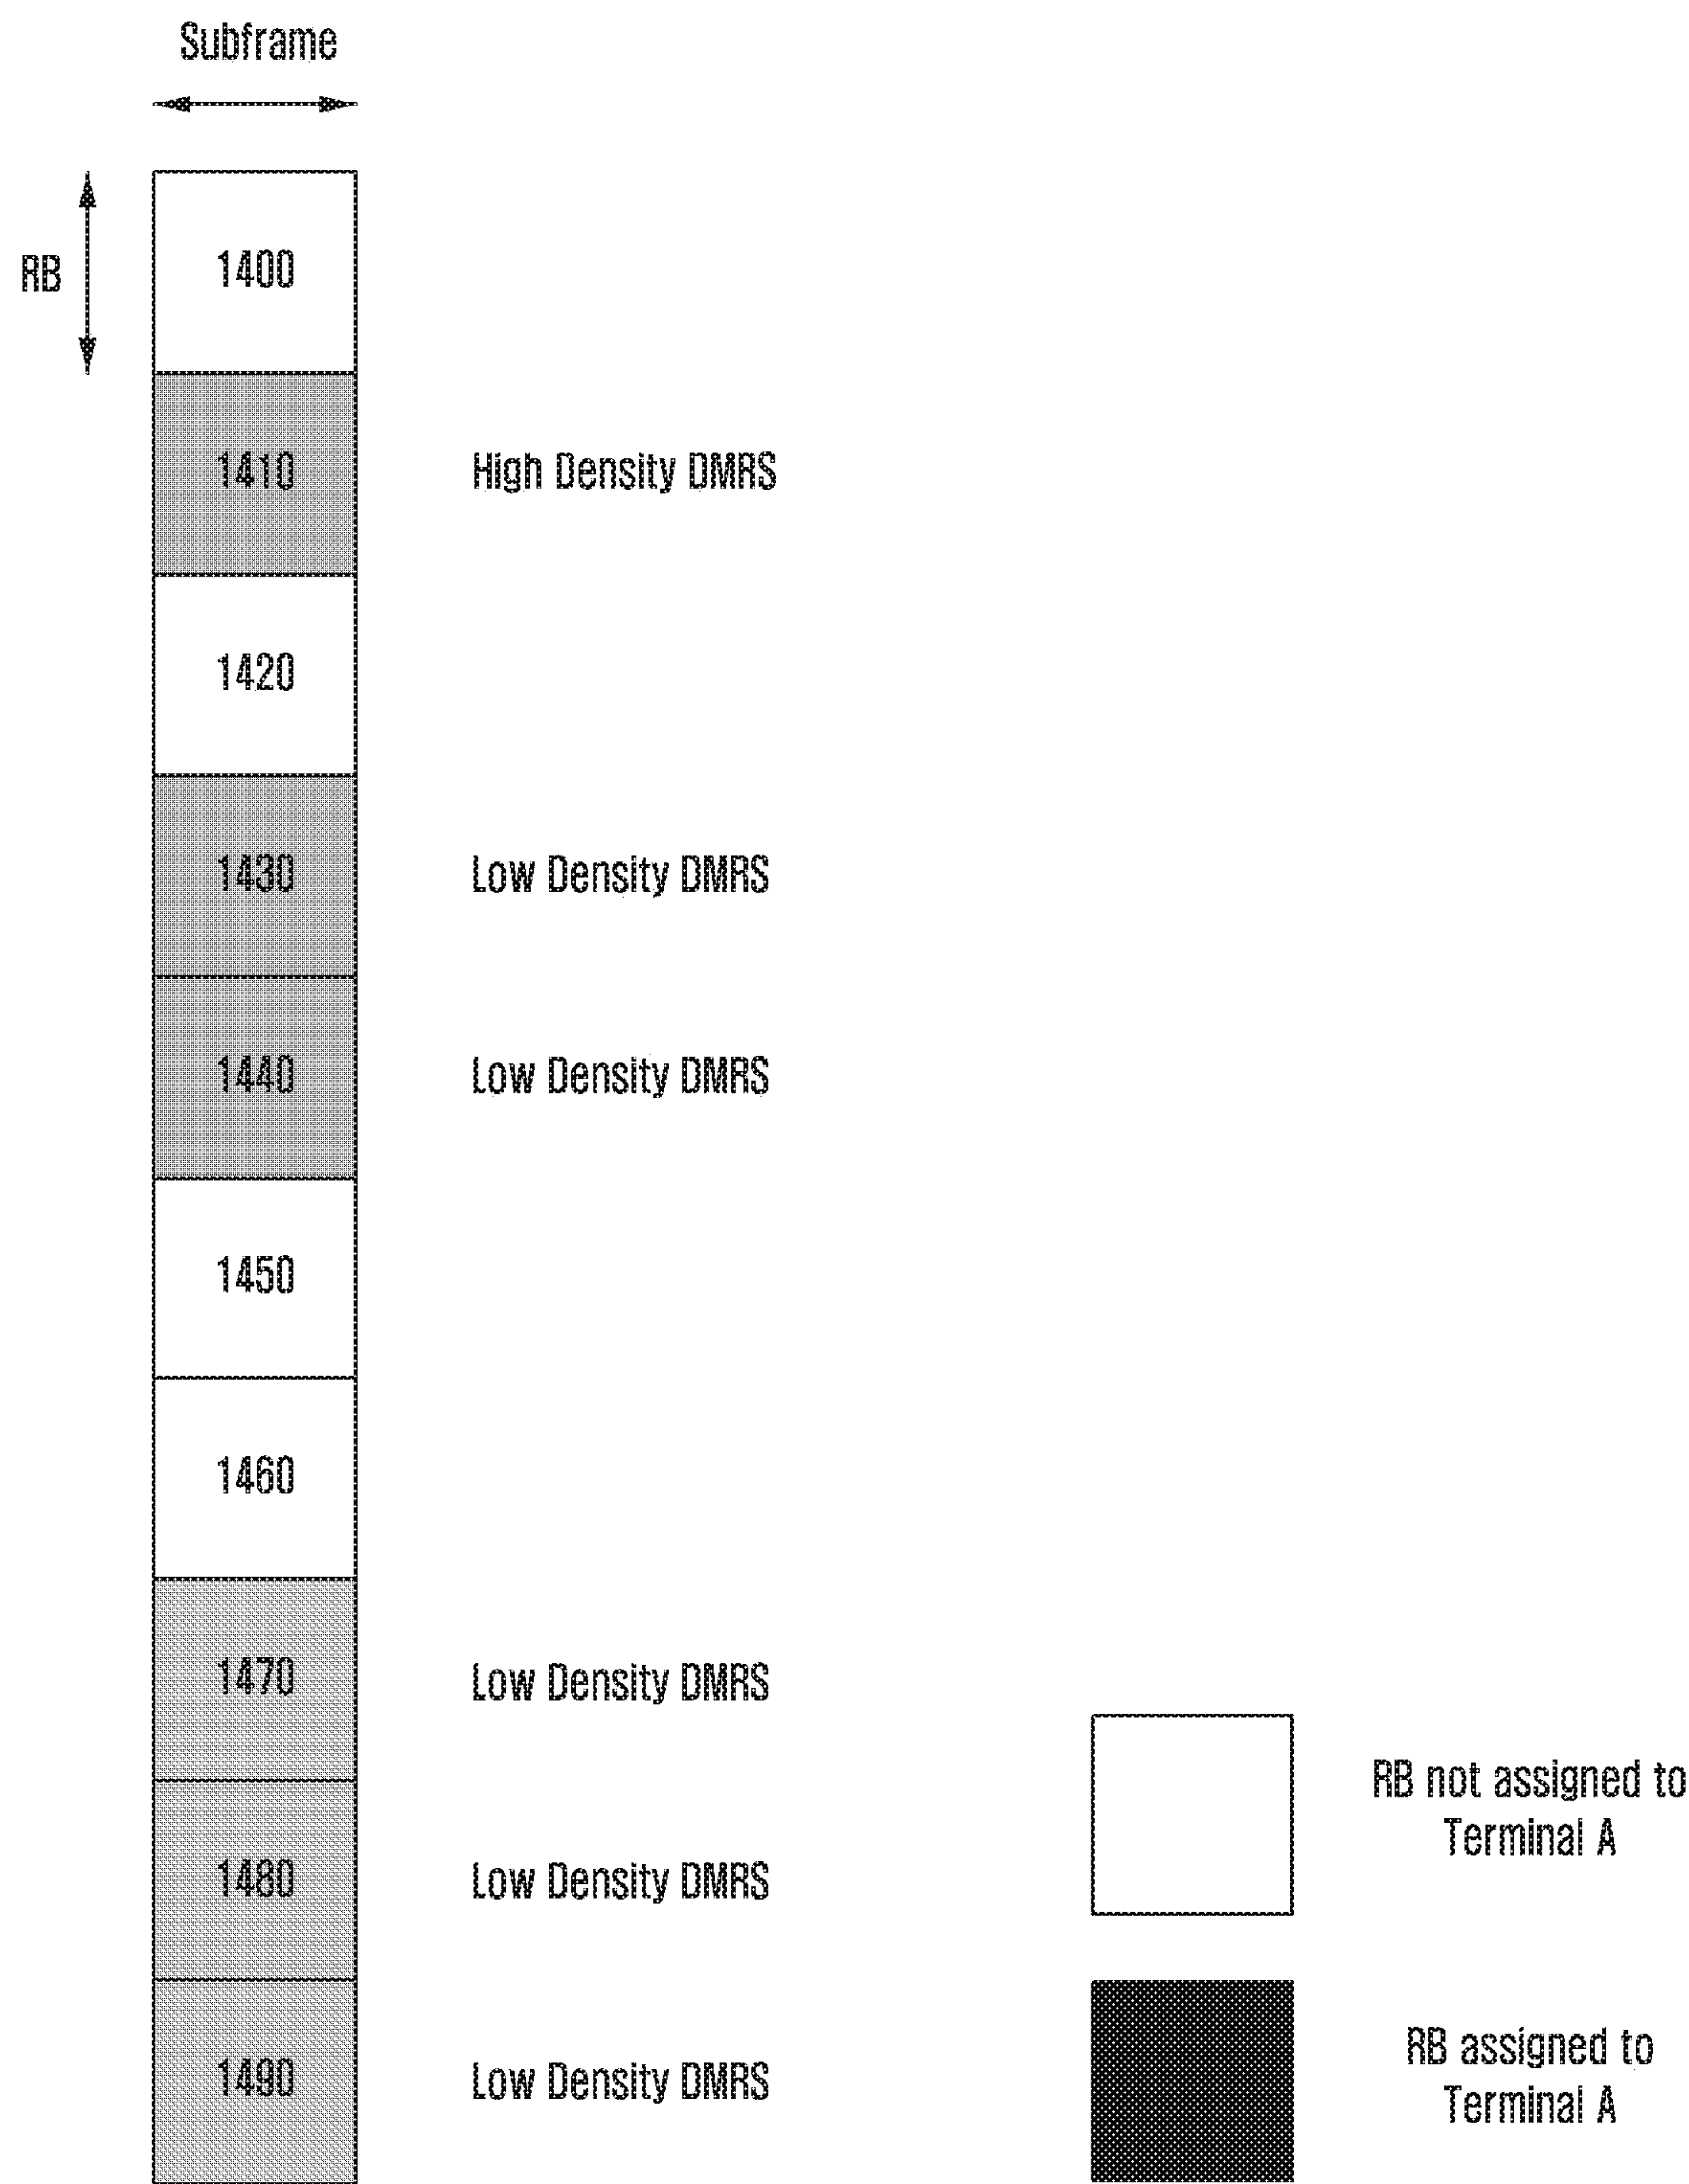 Subframe
RB
1400
1410
High Density DMRS
1420
1430
Low Density DMRS
1440
Low Density DMRS
1450
1460
1470
Low Density DMRS
1480
Low Density DMRS
1490
Low Density DMRS
RB not assigned to
Terminal A
RB assigned to
Terminal A